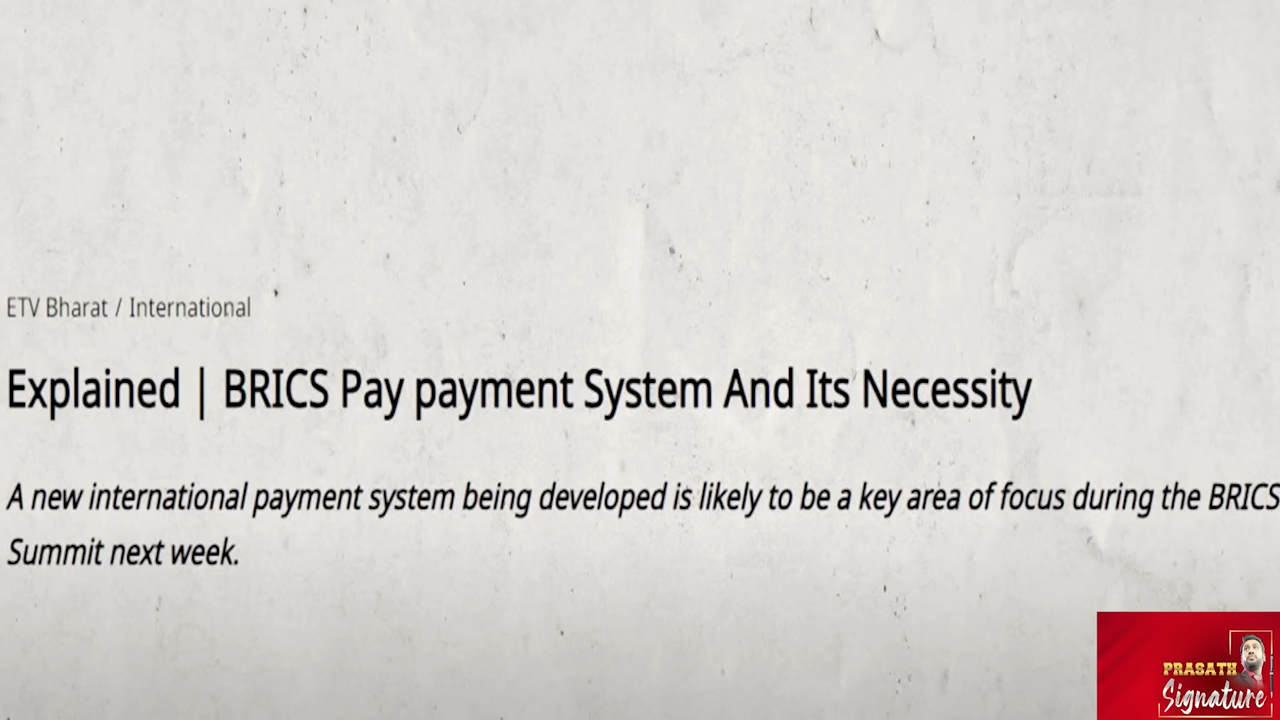 ETV Bharat / International
Explained | BRICS Pay payment System And Its Necessity
A new international payment system being developed is likely to be a key area of focus during the BRICS
Summit next week.
PRASATH
Signature